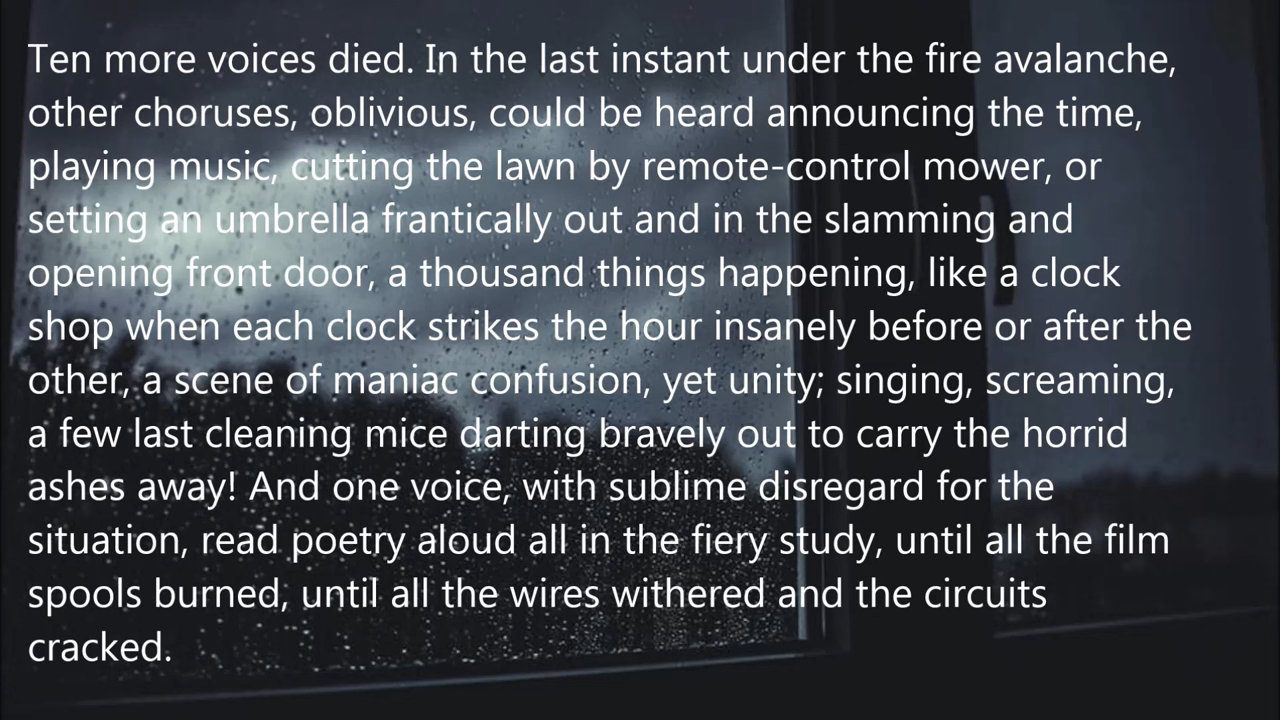 Ten more voices died. In the last instant under the fire avalanche,
other choruses, oblivious, could be heard announcing the time,
playing music, cutting the lawn by remote-control mower, or
setting an umbrella frantically out and in the slamming and
opening front door, a thousand things happening, like a clock
shop when each clock strikes the hour insanely before or after the
other, a scene of maniac confusion, yet unity; singing, screaming,
a few last cleaning mice darting bravely out to carry the horrid
ashes away! And one voice, with sublime disregard for the
situation, read poetry aloud all in the fiery study, until all the film
spools burned, until all the wires withered and the circuits
cracked.